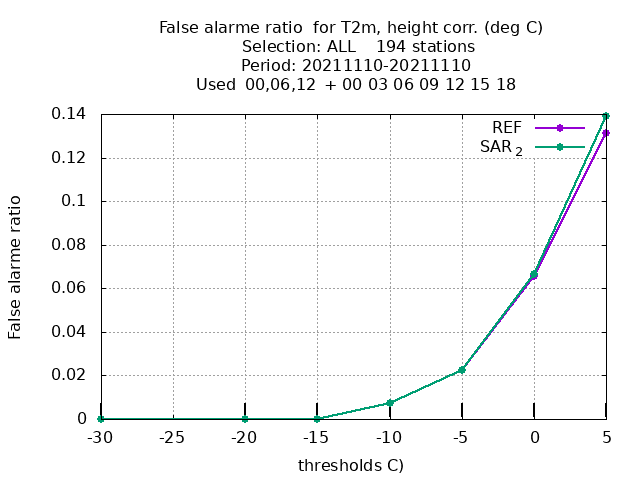 False alarme ratio  for T2m, height corr. (deg C)
Selection: ALL    194 stations
Period: 20211110-20211110
Used  00,06,12  + 00 03 06 09 12 15 18
REF
SAR 2
0.14
0.12
0.1
0.08
0.06
0.04
0.02
0
False alarme ratio
-30 -25 -20 -15 -10 -5 0 5
thresholds C)